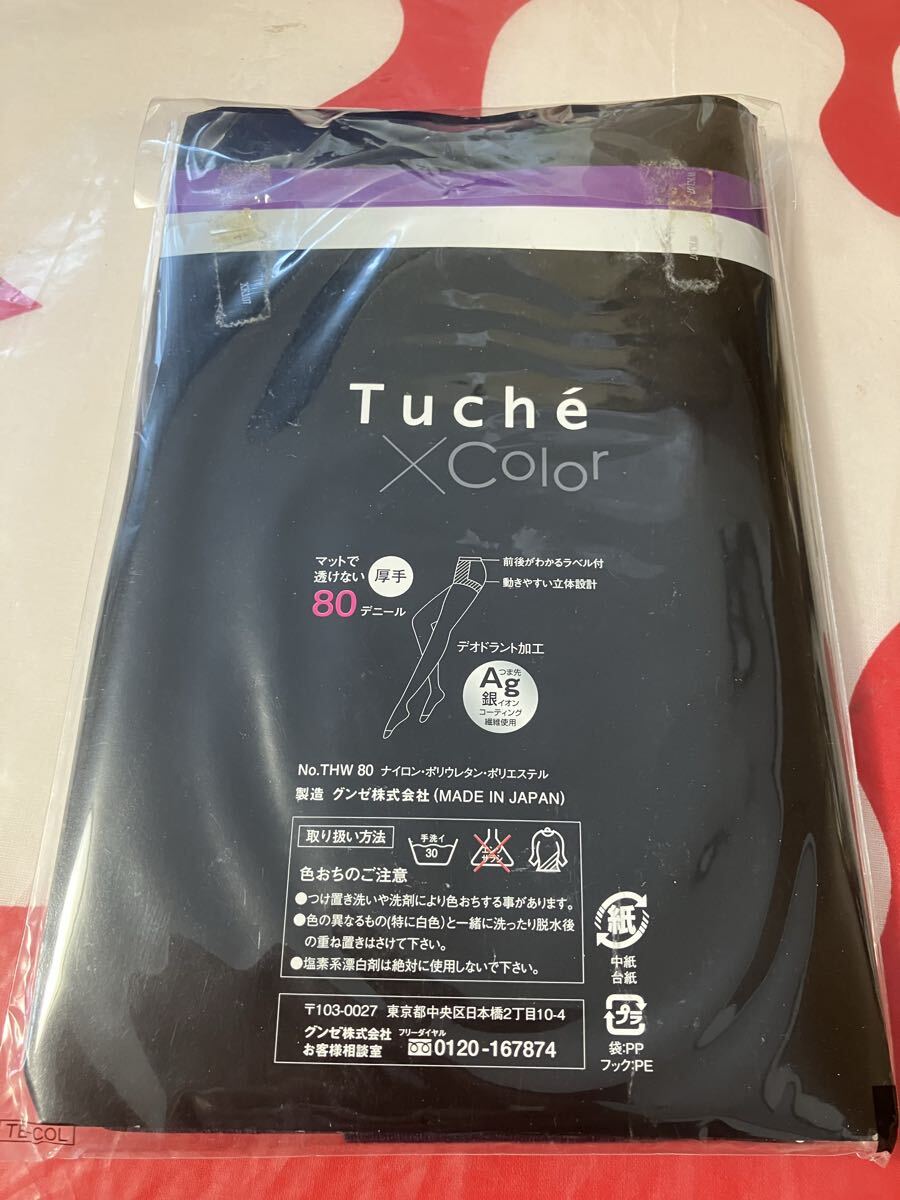 Tuché
×Color
マットで
透けない
厚手
80デニール
前後がわかるラベル付
動きやすい立体設計
デオドラント加工
つま先
Ag
銀イオン
コーティング
繊維使用
No.THW 80 ナイロン・ポリウレタン・ポリエステル
製造 グンゼ株式会社(MADE IN JAPAN)
取り扱い方法
手洗イ
30
エンソ
サラシ
色おちのご注意
●つけ置き洗いや洗剤により色おちする事があります。
●色の異なるもの(特に白色)と一緒に洗ったり脱水後
の重ね置きはさけて下さい。
●塩素系漂白剤は絶対に使用しないで下さい。
紙
中紙
台紙
〒103-0027 東京都中央区日本橋2丁目10-4
グンゼ株式会社 フリーダイヤル
お客様相談室 0120-167874
プラ
袋:PP
フック:PE